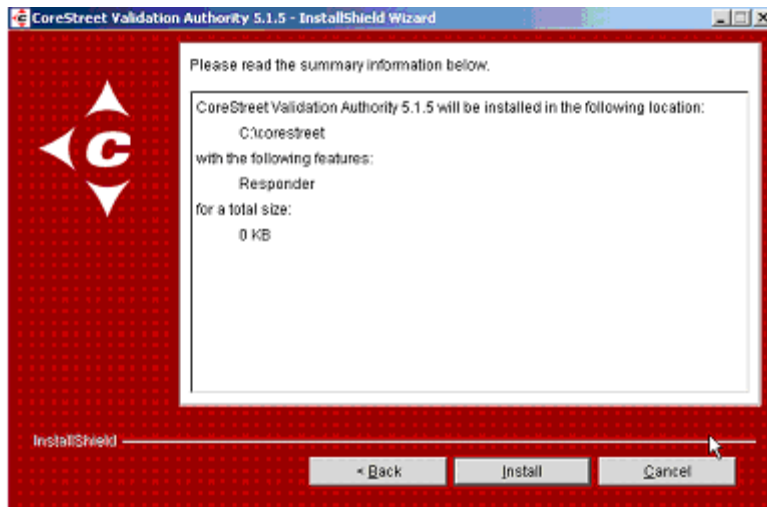 CoreStreet Validation Authority 5.1.5 - InstallShield Wizard
Please read the summary information below.
CoreStreet Validation Authority 5.1.5 will be installed in the following location:
C:\corestreet
with the following features:
Responder
for a total size:
0 KB
C
InstallShield
< Back
Install
Cancel